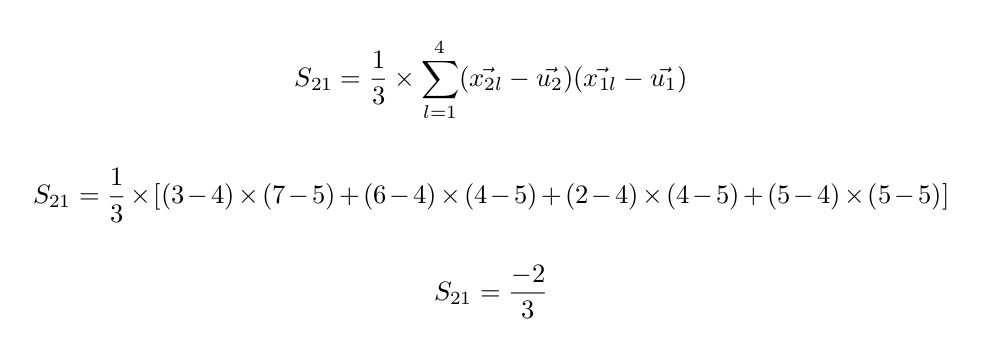 $S_{21} = \frac{1}{3} \times \sum_{l=1}^{4} (\vec{x_{2l}} - \vec{u_2})(\vec{x_{1l}} - \vec{u_1})$
$S_{21} = \frac{1}{3} \times [(3-4) \times (7-5) + (6-4) \times (4-5) + (2-4) \times (4-5) + (5-4) \times (5-5)]$
$S_{21} = \frac{-2}{3}$